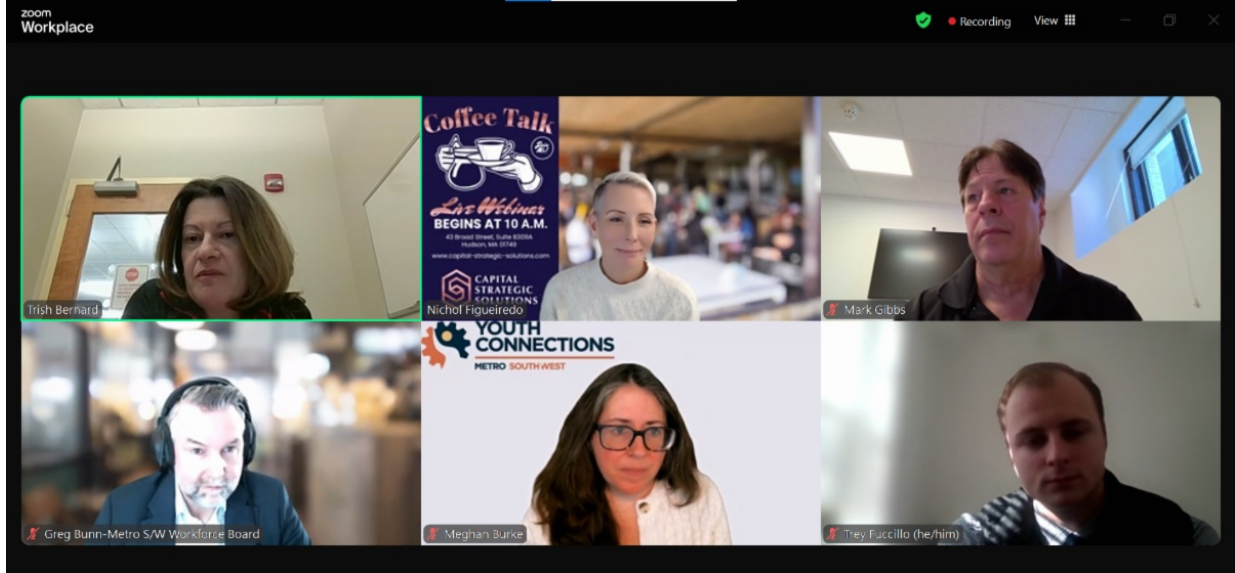 zoom
Workplace
Recording
View
Trish Bernard
Coffee Talk
Live Webinar
BEGINS AT 10 A.M.
43 Broad Street, Suite B309A
Hudson, MA 01749
www.capital-strategic-solutions.com
CAPITAL
STRATEGIC
SOLUTIONS
Nichol Figueiredo
Mark Gibbs
Greg Bunn-Metro S/W Workforce Board
YOUTH
CONNECTIONS
METRO SOUTH WEST
Meghan Burke
Trey Fuccillo (he/him)